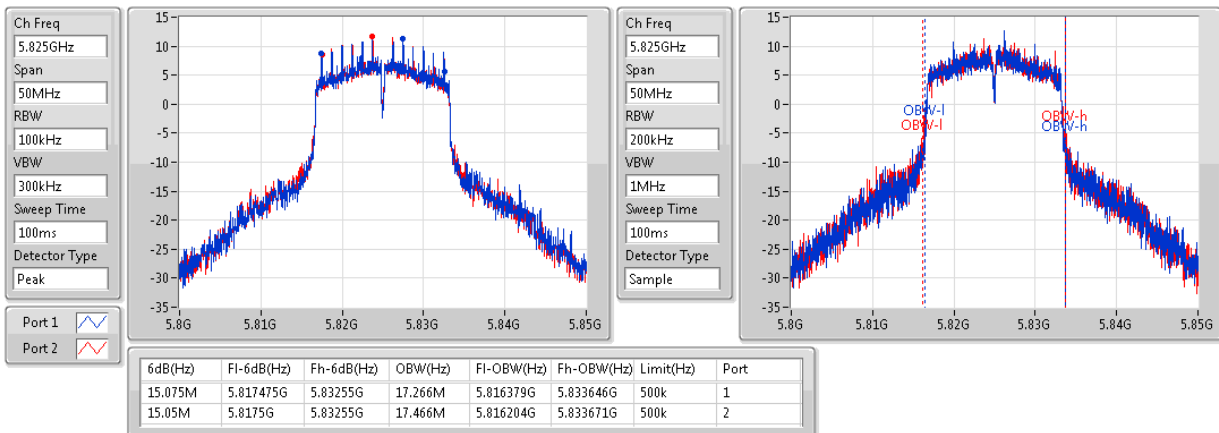 Ch Freq
5.825GHz
Span
50MHz
RBW
100kHz
VBW
300kHz
Sweep Time
100ms
Detector Type
Peak
Port 1
Port 2
15
10
5
0
-5
-10
-15
-20
-25
-30
-35
5.8G 5.81G 5.82G 5.83G 5.84G 5.85G
Ch Freq
5.825GHz
Span
50MHz
RBW
200kHz
VBW
1MHz
Sweep Time
100ms
Detector Type
Sample
15
10
5
0
-5
-10
-15
-20
-25
-30
-35
OBW-l
OBW-l
OBW-h
OBW-h
5.8G 5.81G 5.82G 5.83G 5.84G 5.85G
6dB(Hz) Fl-6dB(Hz) Fh-6dB(Hz) OBW(Hz) Fl-OBW(Hz) Fh-OBW(Hz) Limit(Hz) Port
15.075M 5.817475G 5.83255G 17.266M 5.816379G 5.833646G 500k 1
15.05M 5.8175G 5.83255G 17.466M 5.816204G 5.833671G 500k 2